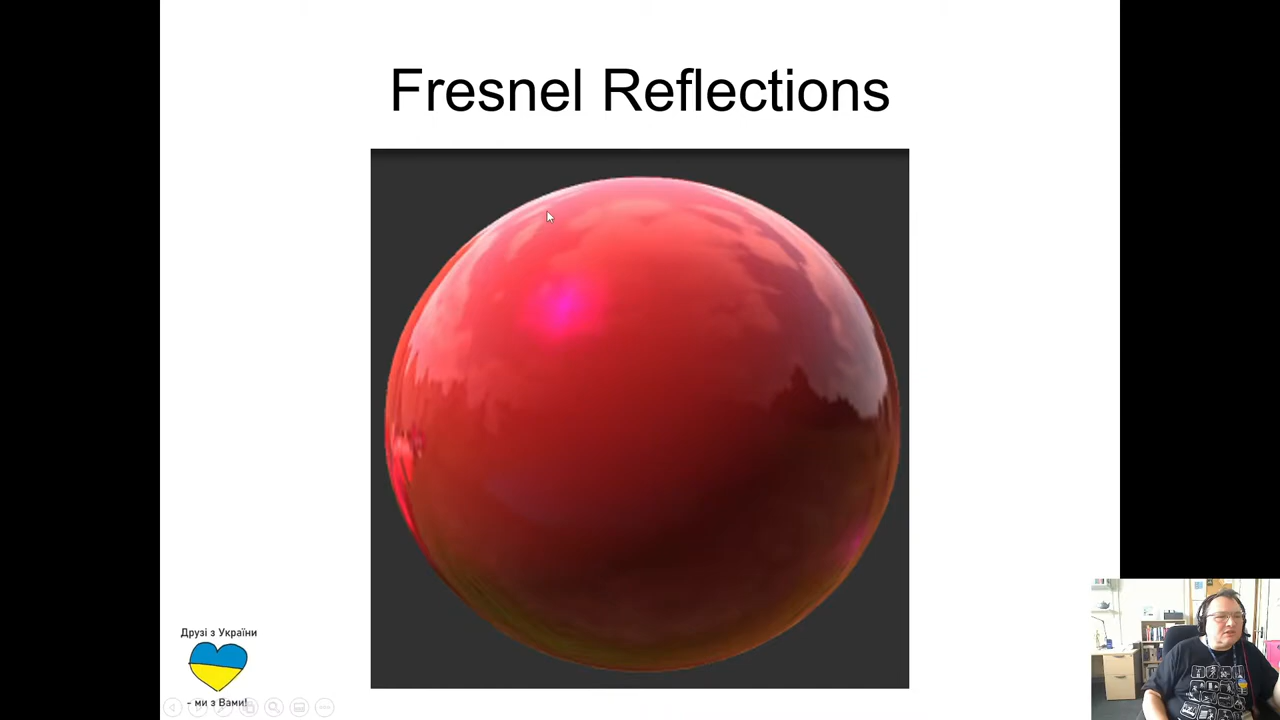 Fresnel Reflections
Друзі з України
- ми з Вами!